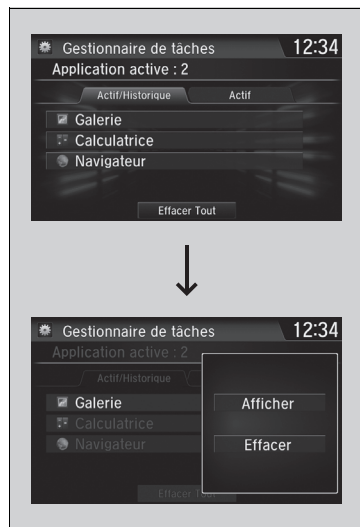 Gestionnaire de tâches 12:34
Application active : 2
Actif/Historique Actif
Galerie
Calculatrice
Navigateur
Effacer Tout
Gestionnaire de tâches 12:34
Application active : 2
Actif/Historique
Galerie
Afficher
Calculatrice
Navigateur
Effacer
Effacer Tout